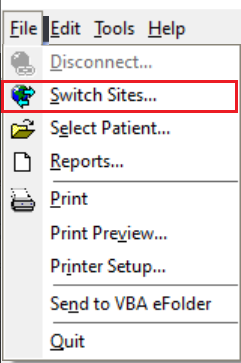 File Edit Tools Help
Disconnect...
Switch Sites...
Select Patient...
Reports...
Print
Print Preview...
Printer Setup...
Send to VBA eFolder
Quit